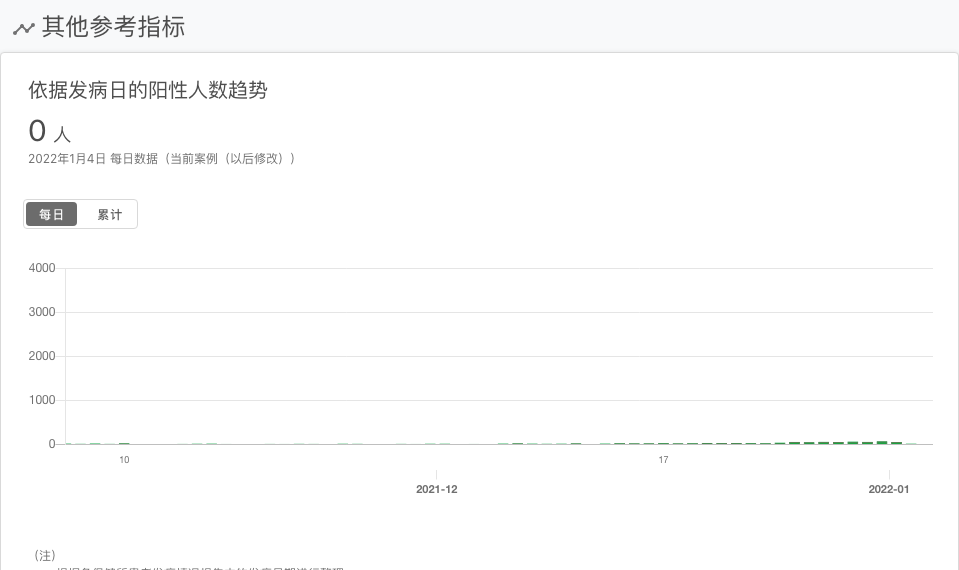 其他参考指标
依据发病日的阳性人数趋势
0 人
2022年1月4日 每日数据（当前案例（以后修改））
每日 累计
4000
3000
2000
1000
0
10 17
2021-12 2022-01
（注）